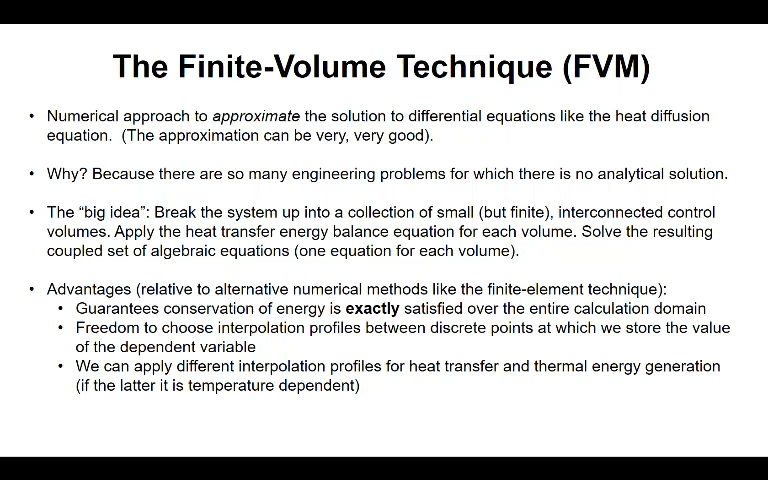 The Finite-Volume Technique (FVM)
• Numerical approach to approximate the solution to differential equations like the heat diffusion
equation. (The approximation can be very, very good).
• Why? Because there are so many engineering problems for which there is no analytical solution.
• The “big idea”: Break the system up into a collection of small (but finite), interconnected control
volumes. Apply the heat transfer energy balance equation for each volume. Solve the resulting
coupled set of algebraic equations (one equation for each volume).
• Advantages (relative to alternative numerical methods like the finite-element technique):
• Guarantees conservation of energy is exactly satisfied over the entire calculation domain
• Freedom to choose interpolation profiles between discrete points at which we store the value
of the dependent variable
• We can apply different interpolation profiles for heat transfer and thermal energy generation
(if the latter it is temperature dependent)